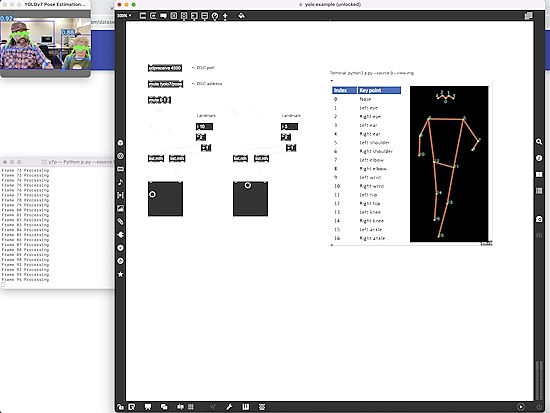 YOLOv7 Pose Estimation...
0.92
0.88
100%
yolo example (unlocked)
udpreceive 4500
<- OSC port
route /yolo7/pose
<- OSC address
Landmark
10
Landmark
3
Terminal: python3 p.py --source 0 --view-img
Index Key point
0 Nose
1 Left eye
2 Right eye
3 Left ear
4 Right ear
5 Left shoulder
6 Right shoulder
7 Left elbow
8 Right elbow
9 Left wrist
10 Right wrist
11 Left hip
12 Right hip
13 Left knee
14 Right knee
15 Left ankle
16 Right ankle
y7p — Python p.py --source
Frame 72 Processing
Frame 73 Processing
Frame 74 Processing
Frame 75 Processing
Frame 76 Processing
Frame 77 Processing
Frame 78 Processing
Frame 79 Processing
Frame 80 Processing
Frame 81 Processing
Frame 82 Processing
Frame 83 Processing
Frame 84 Processing
Frame 85 Processing
Frame 86 Processing
Frame 87 Processing
Frame 88 Processing
Frame 89 Processing
Frame 90 Processing
Frame 91 Processing
Frame 92 Processing
Frame 93 Processing
Frame 94 Processing